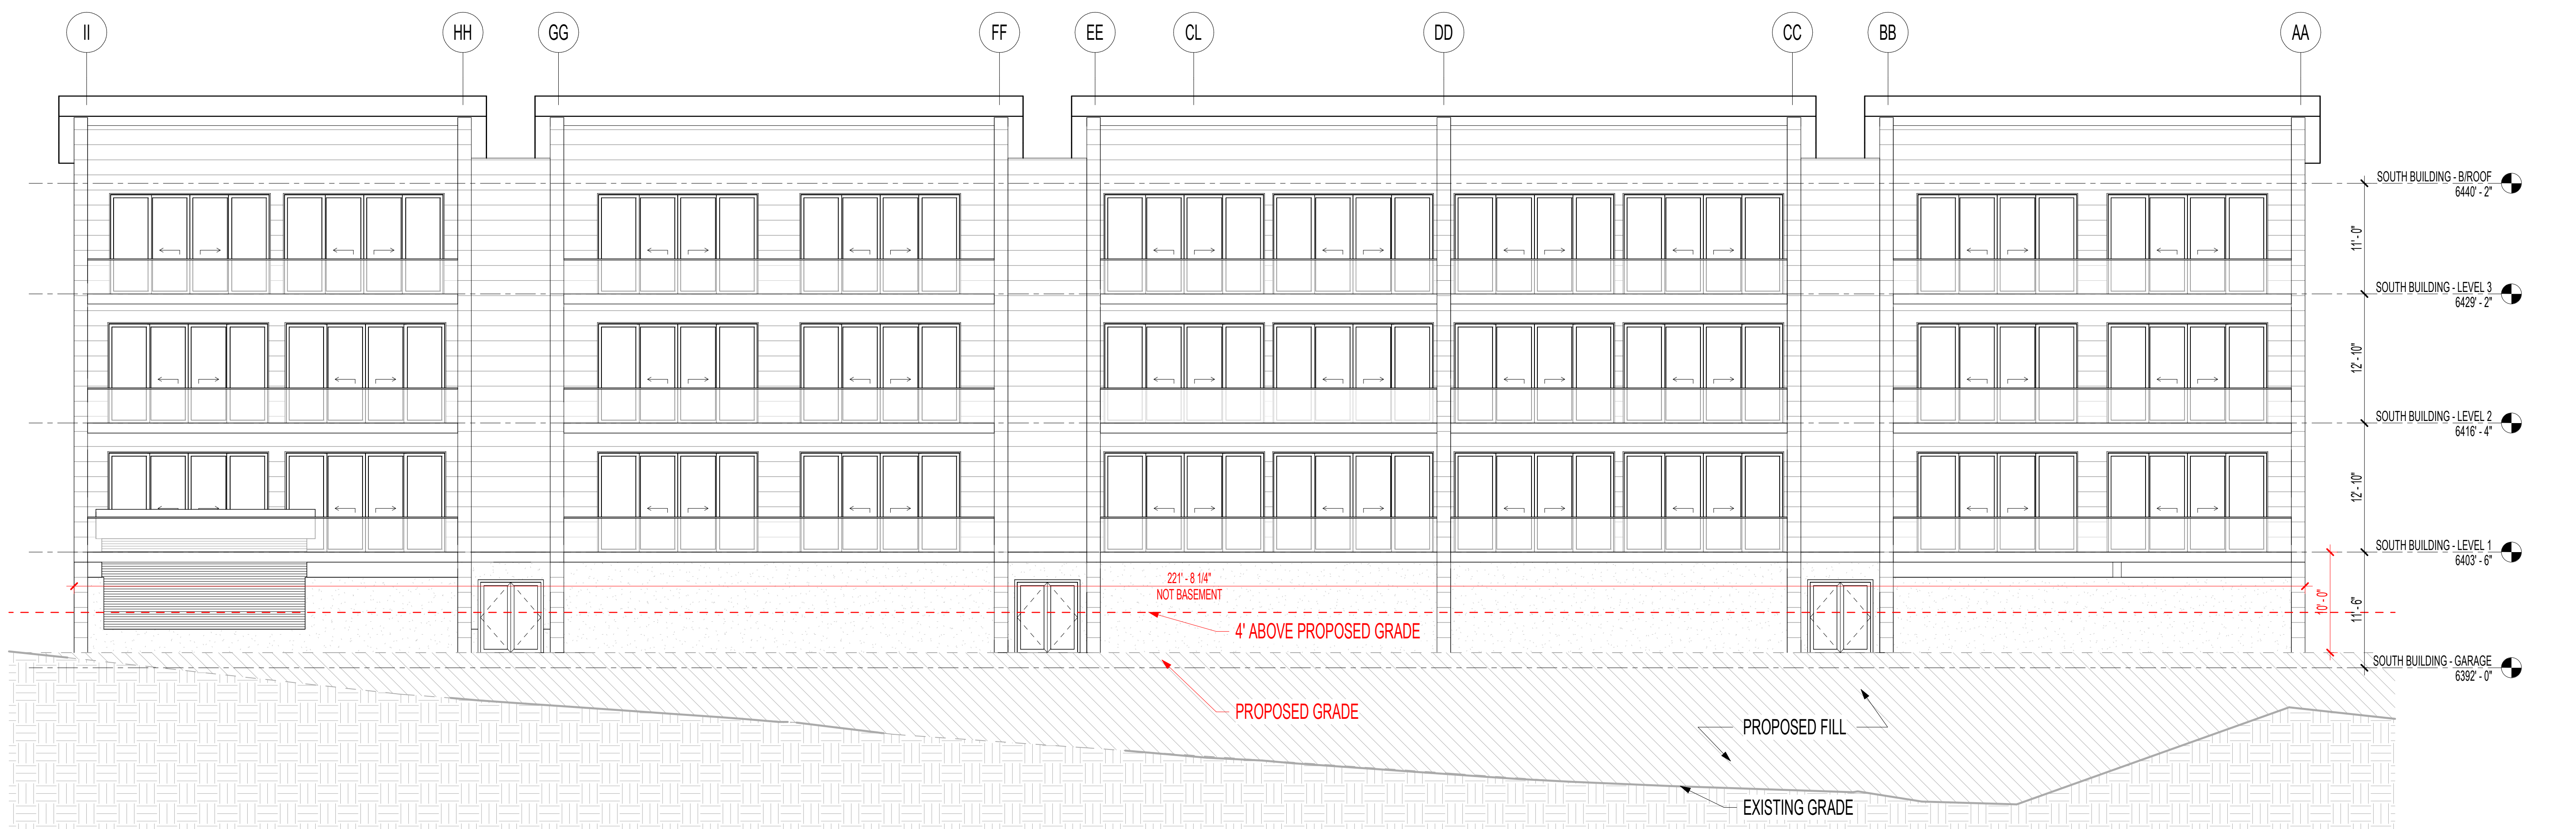 II
HH
GG
FF
EE
CL
DD
CC
BB
AA
SOUTH BUILDING - B/ROOF
6440' - 2"
11' - 0"
SOUTH BUILDING - LEVEL 3
6429' - 2"
12' - 10"
SOUTH BUILDING - LEVEL 2
6416' - 4"
12' - 10"
SOUTH BUILDING - LEVEL 1
6403' - 6"
221' - 8 1/4"
NOT BASEMENT
10' - 0"
11' - 6"
4' ABOVE PROPOSED GRADE
SOUTH BUILDING - GARAGE
6392' - 0"
PROPOSED GRADE
PROPOSED FILL
EXISTING GRADE